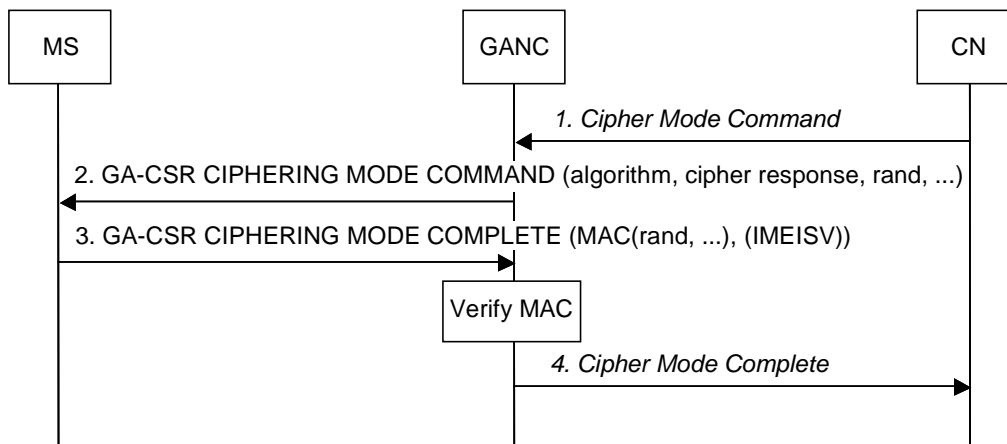 MS
GANC
CN
1. Cipher Mode Command
2. GA-CSR CIPHERING MODE COMMAND (algorithm, cipher response, rand, ...)
3. GA-CSR CIPHERING MODE COMPLETE (MAC(rand, ...), (IMEISV))
Verify MAC
4. Cipher Mode Complete